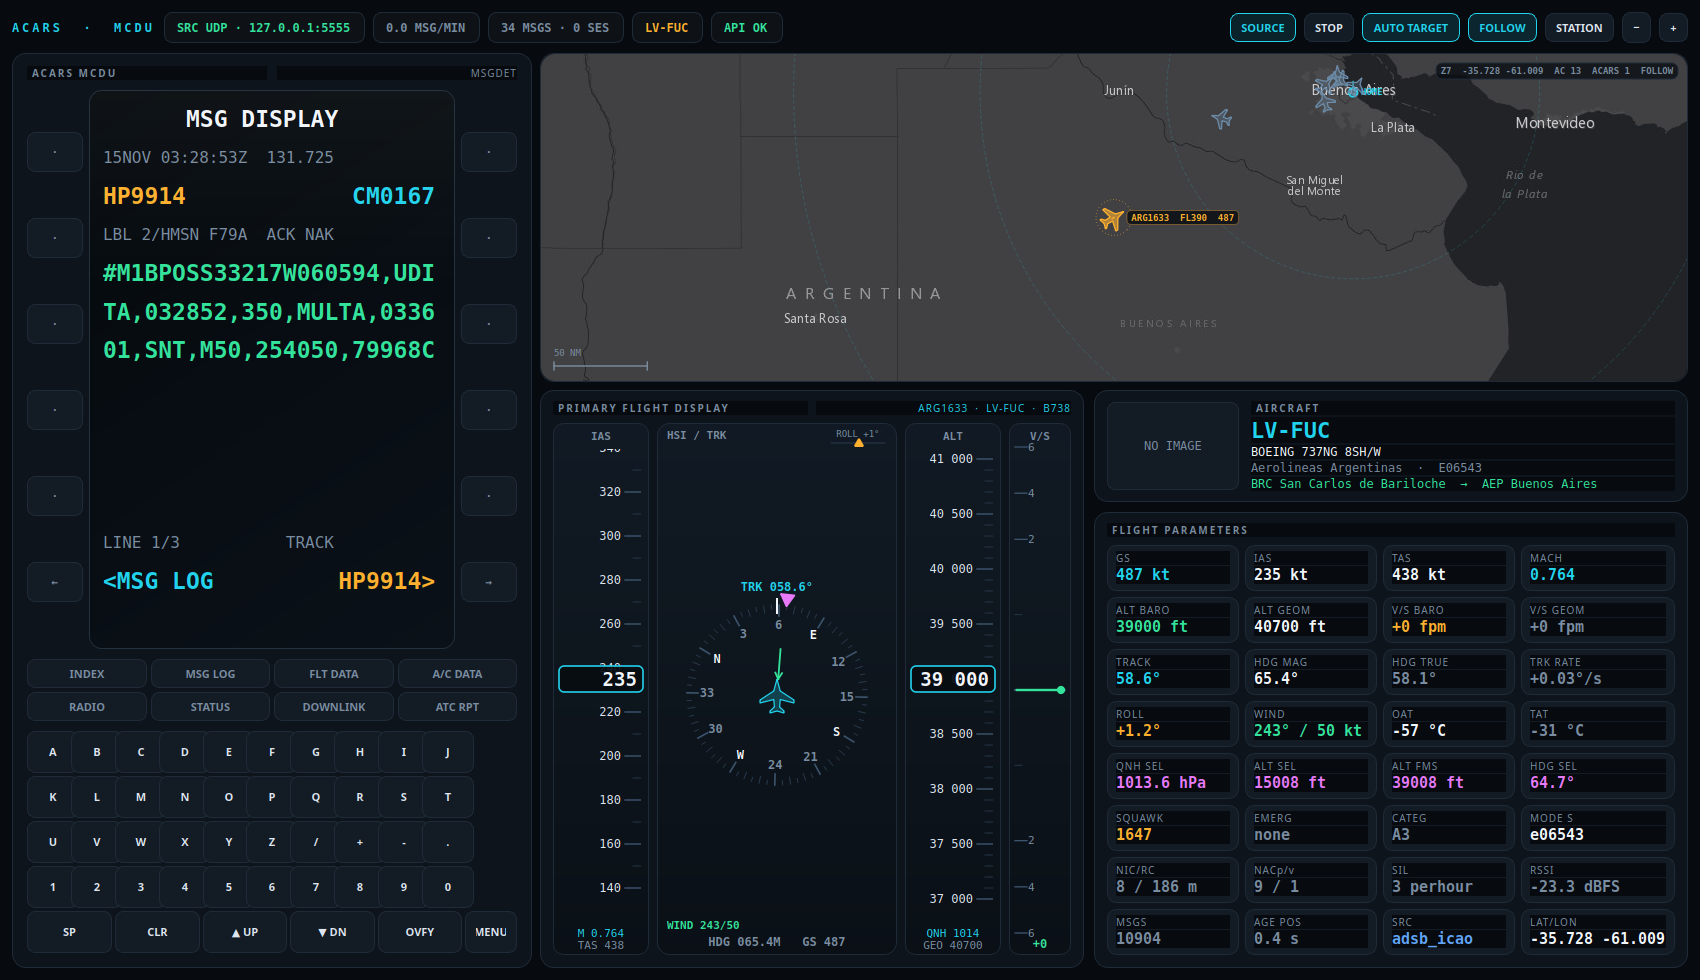 ACARS · MCDU
SRC UDP · 127.0.0.1:5555
0.0 MSG/MIN
34 MSGS · 0 SES
LV-FUC
API OK
SOURCE
STOP
AUTO TARGET
FOLLOW
STATION
−
+
ACARS MCDU
MSGDET
MSG DISPLAY
15NOV 03:28:53Z 131.725
HP9914 CM0167
LBL 2/HMSN F79A ACK NAK
#M1BPOSS33217W060594,UDI
TA,032852,350,MULTA,0336
01,SNT,M50,254050,79968C
LINE 1/3 TRACK
<MSG LOG HP9914>
← →
INDEX MSG LOG FLT DATA A/C DATA
RADIO STATUS DOWNLINK ATC RPT
A B C D E F G H I J
K L M N O P Q R S T
U V W X Y Z / + - .
1 2 3 4 5 6 7 8 9 0
SP CLR ▲ UP ▼ DN OVFY MENU
Z7 -35.728 -61.009 AC 13 ACARS 1 FOLLOW
Junin
Buenos Aires
La Plata
Montevideo
San Miguel
del Monte
Rio de
la Plata
ARG1633 FL390 487
ARGENTINA
Santa Rosa
BUENOS AIRES
50 NM
PRIMARY FLIGHT DISPLAY
ARG1633 · LV-FUC · B738
IAS
340
320
300
280
260
240
235
220
200
180
160
140
M 0.764
TAS 438
HSI / TRK
ROLL +1°
TRK 058.6°
3 6 E
N 12
33 15
30 S
W 24 21
WIND 243/50
HDG 065.4M GS 487
ALT
41 000
40 500
40 000
39 500
39 000
38 500
38 000
37 500
37 000
QNH 1014
GEO 40700
V/S
6
4
2
2
4
6
+0
NO IMAGE
AIRCRAFT
LV-FUC
BOEING 737NG 8SH/W
Aerolineas Argentinas · E06543
BRC San Carlos de Bariloche → AEP Buenos Aires
FLIGHT PARAMETERS
GS IAS TAS MACH
487 kt 235 kt 438 kt 0.764
ALT BARO ALT GEOM V/S BARO V/S GEOM
39000 ft 40700 ft +0 fpm +0 fpm
TRACK HDG MAG HDG TRUE TRK RATE
58.6° 65.4° 58.1° +0.03°/s
ROLL WIND OAT TAT
+1.2° 243° / 50 kt -57 °C -31 °C
QNH SEL ALT SEL ALT FMS HDG SEL
1013.6 hPa 15008 ft 39008 ft 64.7°
SQUAWK EMERG CATEG MODE S
1647 none A3 e06543
NIC/RC NACp/v SIL RSSI
8 / 186 m 9 / 1 3 perhour -23.3 dBFS
MSGS AGE POS SRC LAT/LON
10904 0.4 s adsb_icao -35.728 -61.009